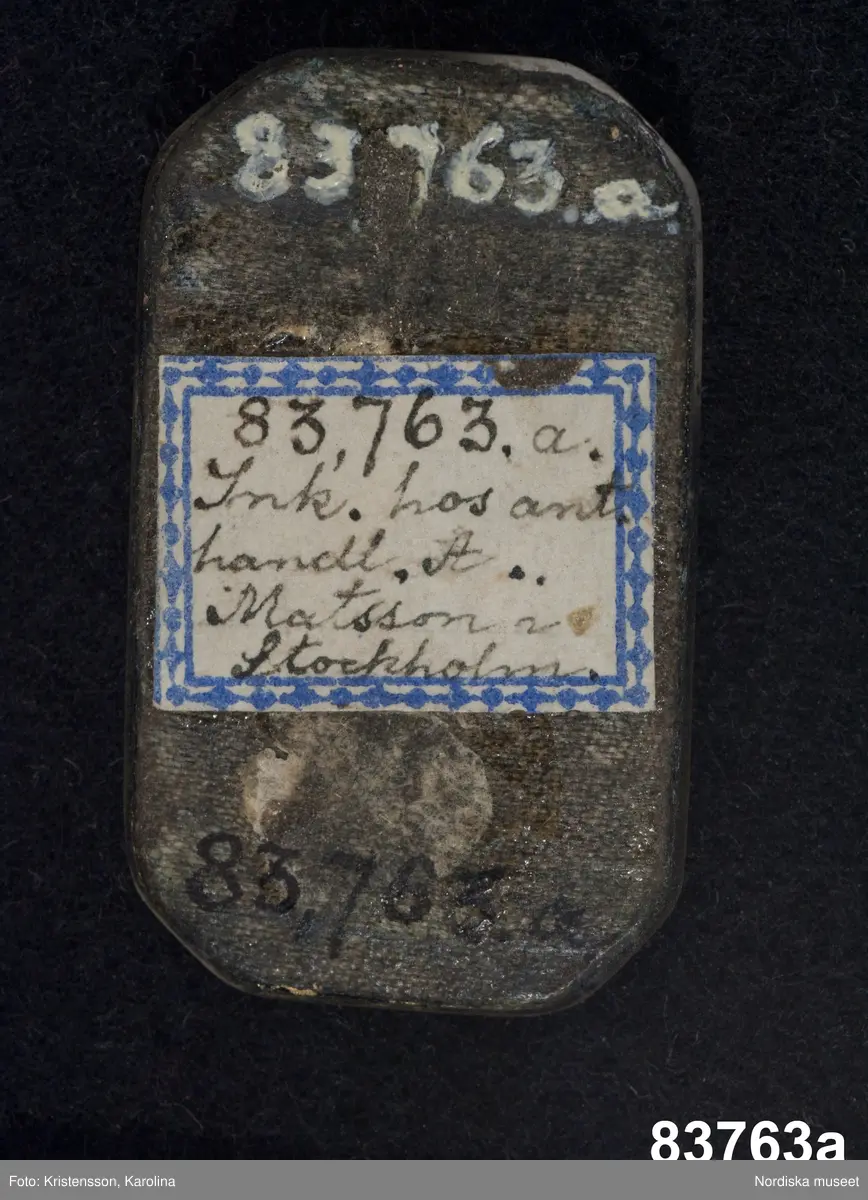 83763.a
83,763. a.
Ink. hos ant.
handl. A..
Matsson i
Stockholm.
83,763.a
83763a
Foto: Kristensson, Karolina
Nordiska museet